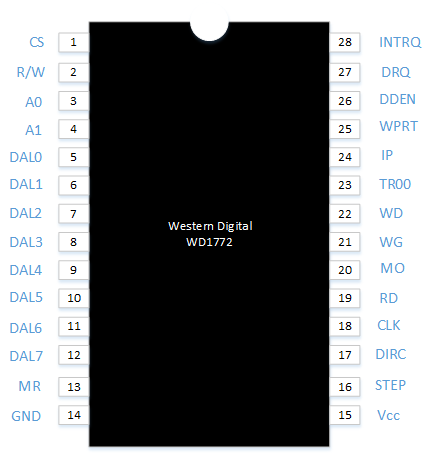 CS 1 28 INTRQ
R/W 2 27 DRQ
A0 3 26 DDEN
A1 4 25 WPRT
DAL0 5 24 IP
DAL1 6 23 TR00
DAL2 7 22 WD
Western Digital
DAL3 8 WD1772 21 WG
DAL4 9 20 MO
DAL5 10 19 RD
DAL6 11 18 CLK
DAL7 12 17 DIRC
MR 13 16 STEP
GND 14 15 Vcc